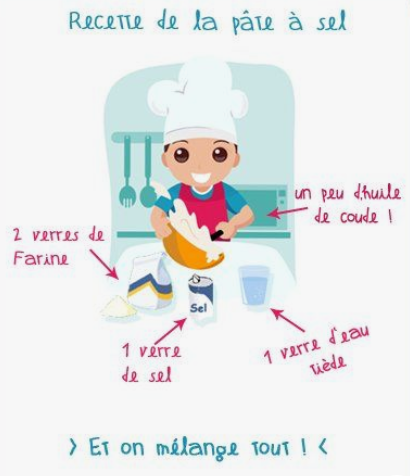 Recette de la pâte à sel
un peu d'huile
de coude !
2 verres de
Farine
Sel
1 verre
de sel
1 verre d'eau
tiède
> Et on mélange tout ! <